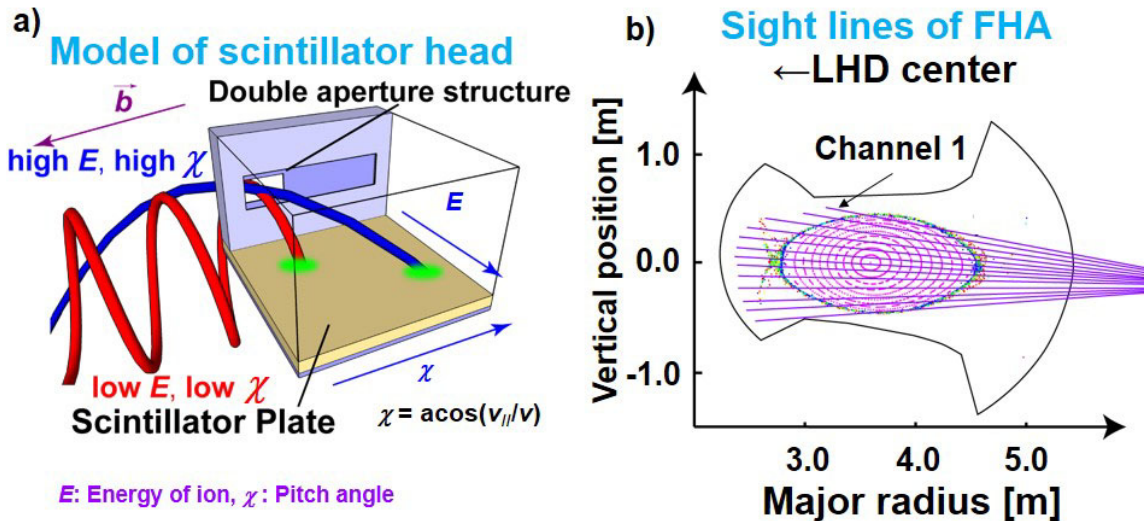 a)
Model of scintillator head
Double aperture structure
b
high E, high χ
E
low E, low χ
χ
Scintillator Plate
χ = acos(v///v)
E: Energy of ion, χ : Pitch angle
b)
Sight lines of FHA
←LHD center
Channel 1
Vertical position [m]
1.0
0.0
-1.0
3.0 4.0 5.0
Major radius [m]